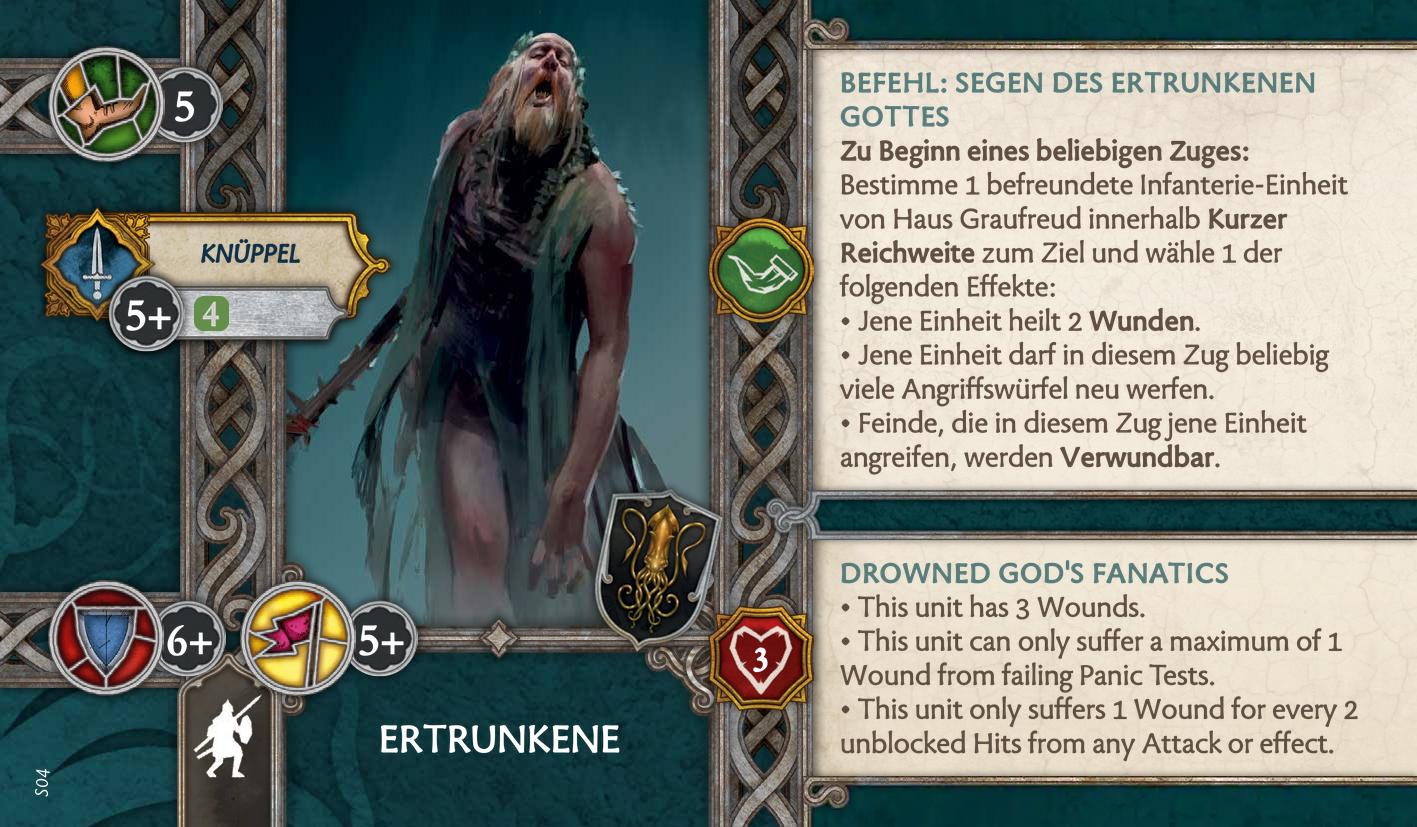 5
KNÜPPEL
5+ 4
6+ 5+
3
ERTRUNKENE
S04
BEFEHL: SEGEN DES ERTRUNKENEN
GOTTES
Zu Beginn eines beliebigen Zuges:
Bestimme 1 befreundete Infanterie-Einheit
von Haus Graufreud innerhalb Kurzer
Reichweite zum Ziel und wähle 1 der
folgenden Effekte:
• Jene Einheit heilt 2 Wunden.
• Jene Einheit darf in diesem Zug beliebig
viele Angriffswürfel neu werfen.
• Feinde, die in diesem Zug jene Einheit
angreifen, werden Verwundbar.
DROWNED GOD'S FANATICS
• This unit has 3 Wounds.
• This unit can only suffer a maximum of 1
Wound from failing Panic Tests.
• This unit only suffers 1 Wound for every 2
unblocked Hits from any Attack or effect.